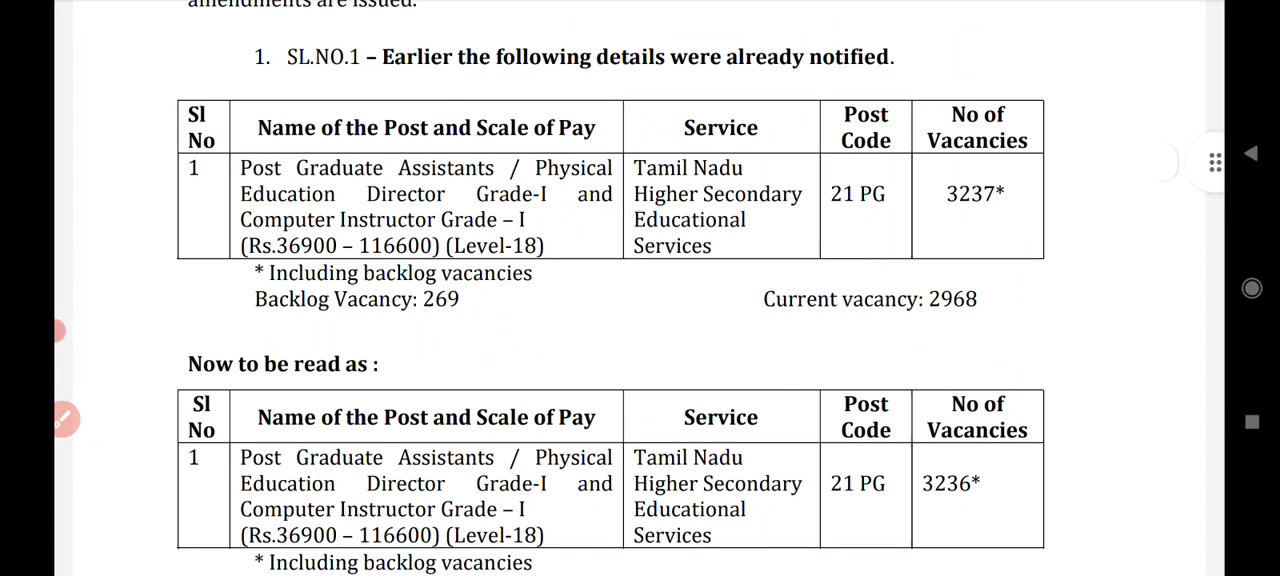 amendments are issued.
1. SL.NO.1 – Earlier the following details were already notified.
Sl No | Name of the Post and Scale of Pay | Service | Post Code | No of Vacancies
1 | Post Graduate Assistants / Physical Education Director Grade-I and Computer Instructor Grade – I (Rs.36900 – 116600) (Level-18) | Tamil Nadu Higher Secondary Educational Services | 21 PG | 3237*
* Including backlog vacancies
Backlog Vacancy: 269 Current vacancy: 2968
Now to be read as :
Sl No | Name of the Post and Scale of Pay | Service | Post Code | No of Vacancies
1 | Post Graduate Assistants / Physical Education Director Grade-I and Computer Instructor Grade – I (Rs.36900 – 116600) (Level-18) | Tamil Nadu Higher Secondary Educational Services | 21 PG | 3236*
* Including backlog vacancies